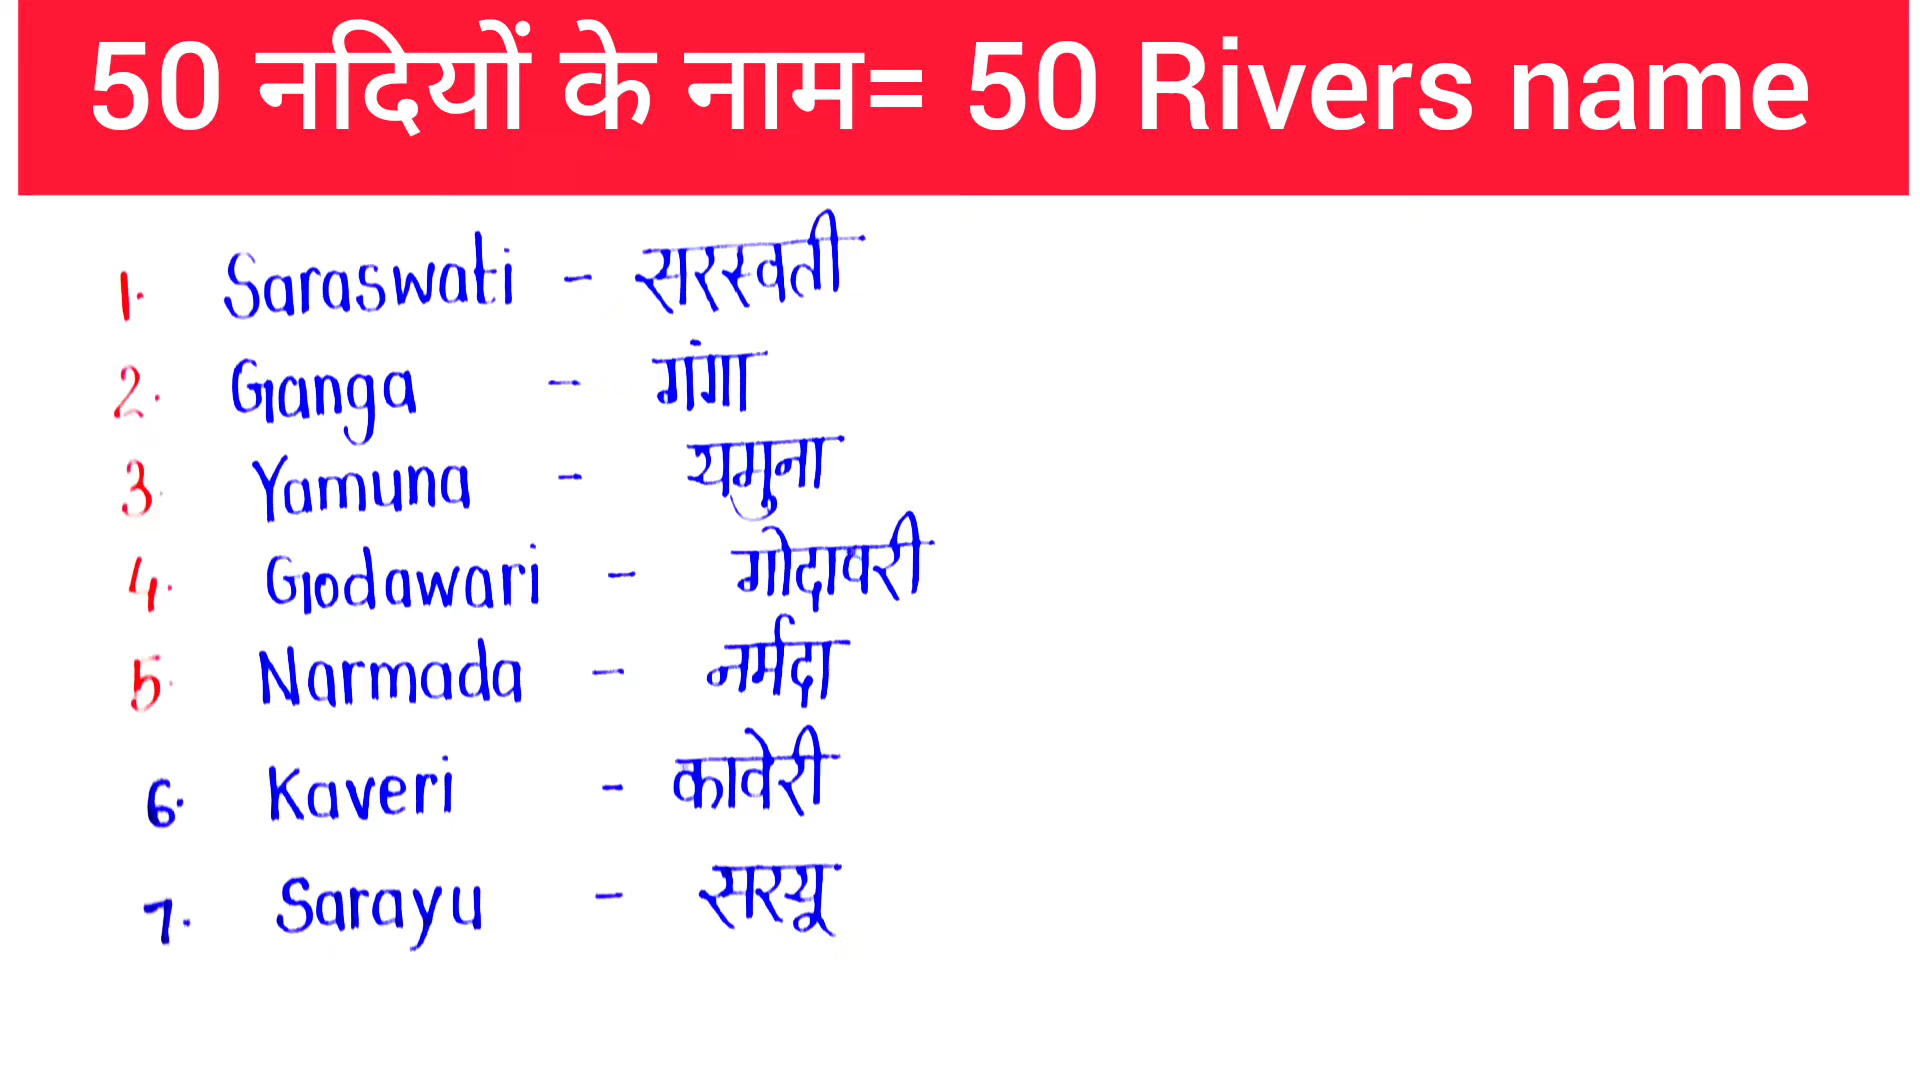 50 नदियों के नाम= 50 Rivers name
1. Saraswati - सरस्वती
2. Ganga - गंगा
3. Yamuna - यमुना
4. Godawari - गोदावरी
5. Narmada - नर्मदा
6. Kaveri - कावेरी
7. Sarayu - सरयू